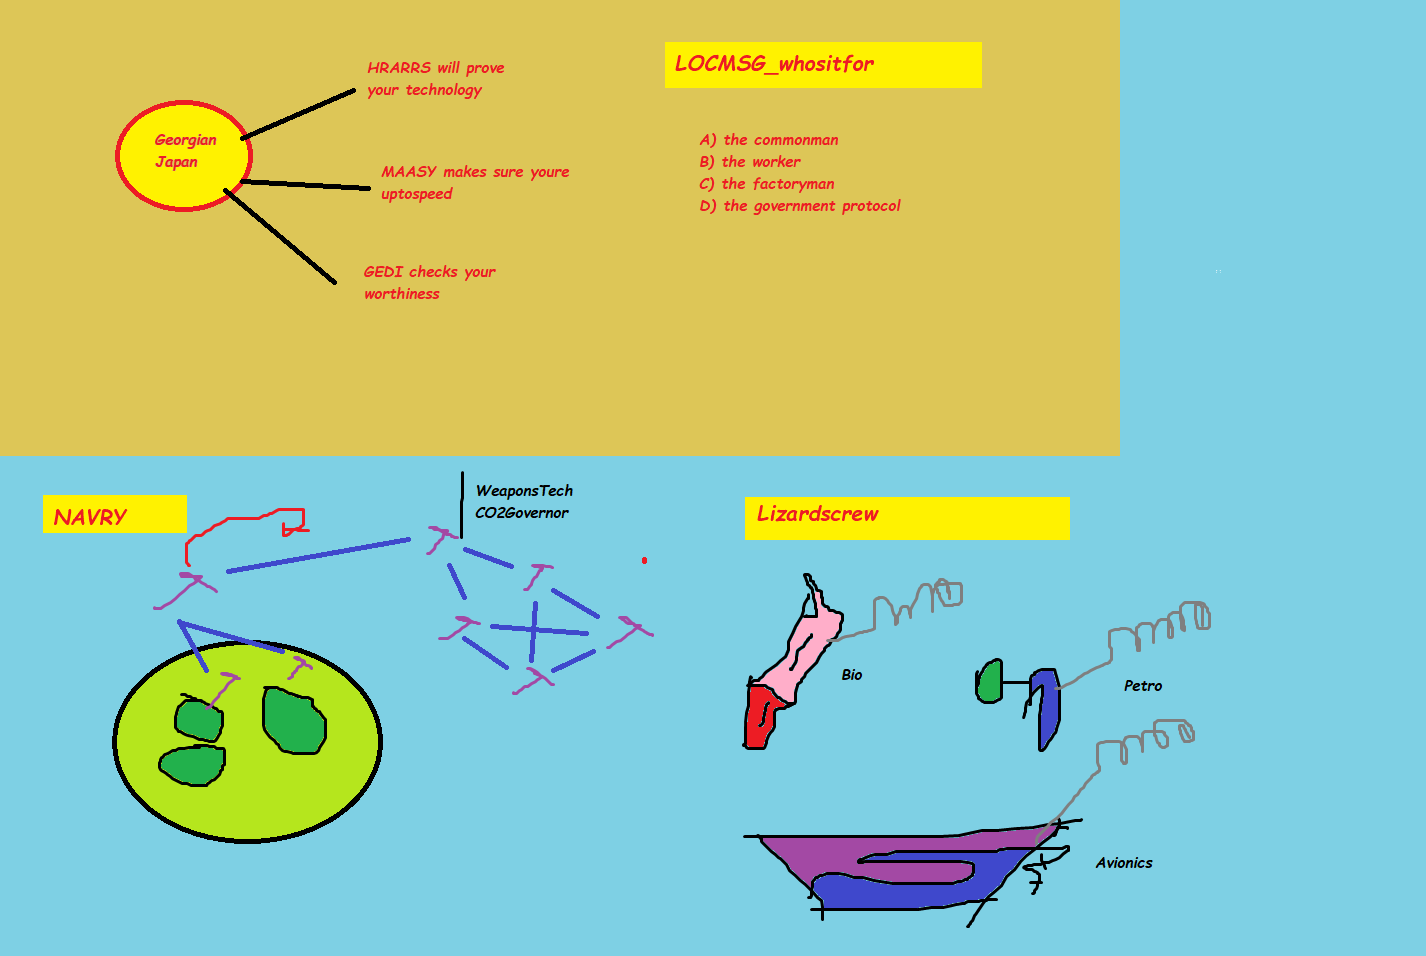 HRARRS will prove
your technology
Georgian
Japan
MAASY makes sure youre
uptospeed
GEDI checks your
worthiness
LOCMSG_whositfor
A) the commonman
B) the worker
C) the factoryman
D) the government protocol
NAVRY
WeaponsTech
CO2Governor
Lizardscrew
Bio
Petro
Avionics